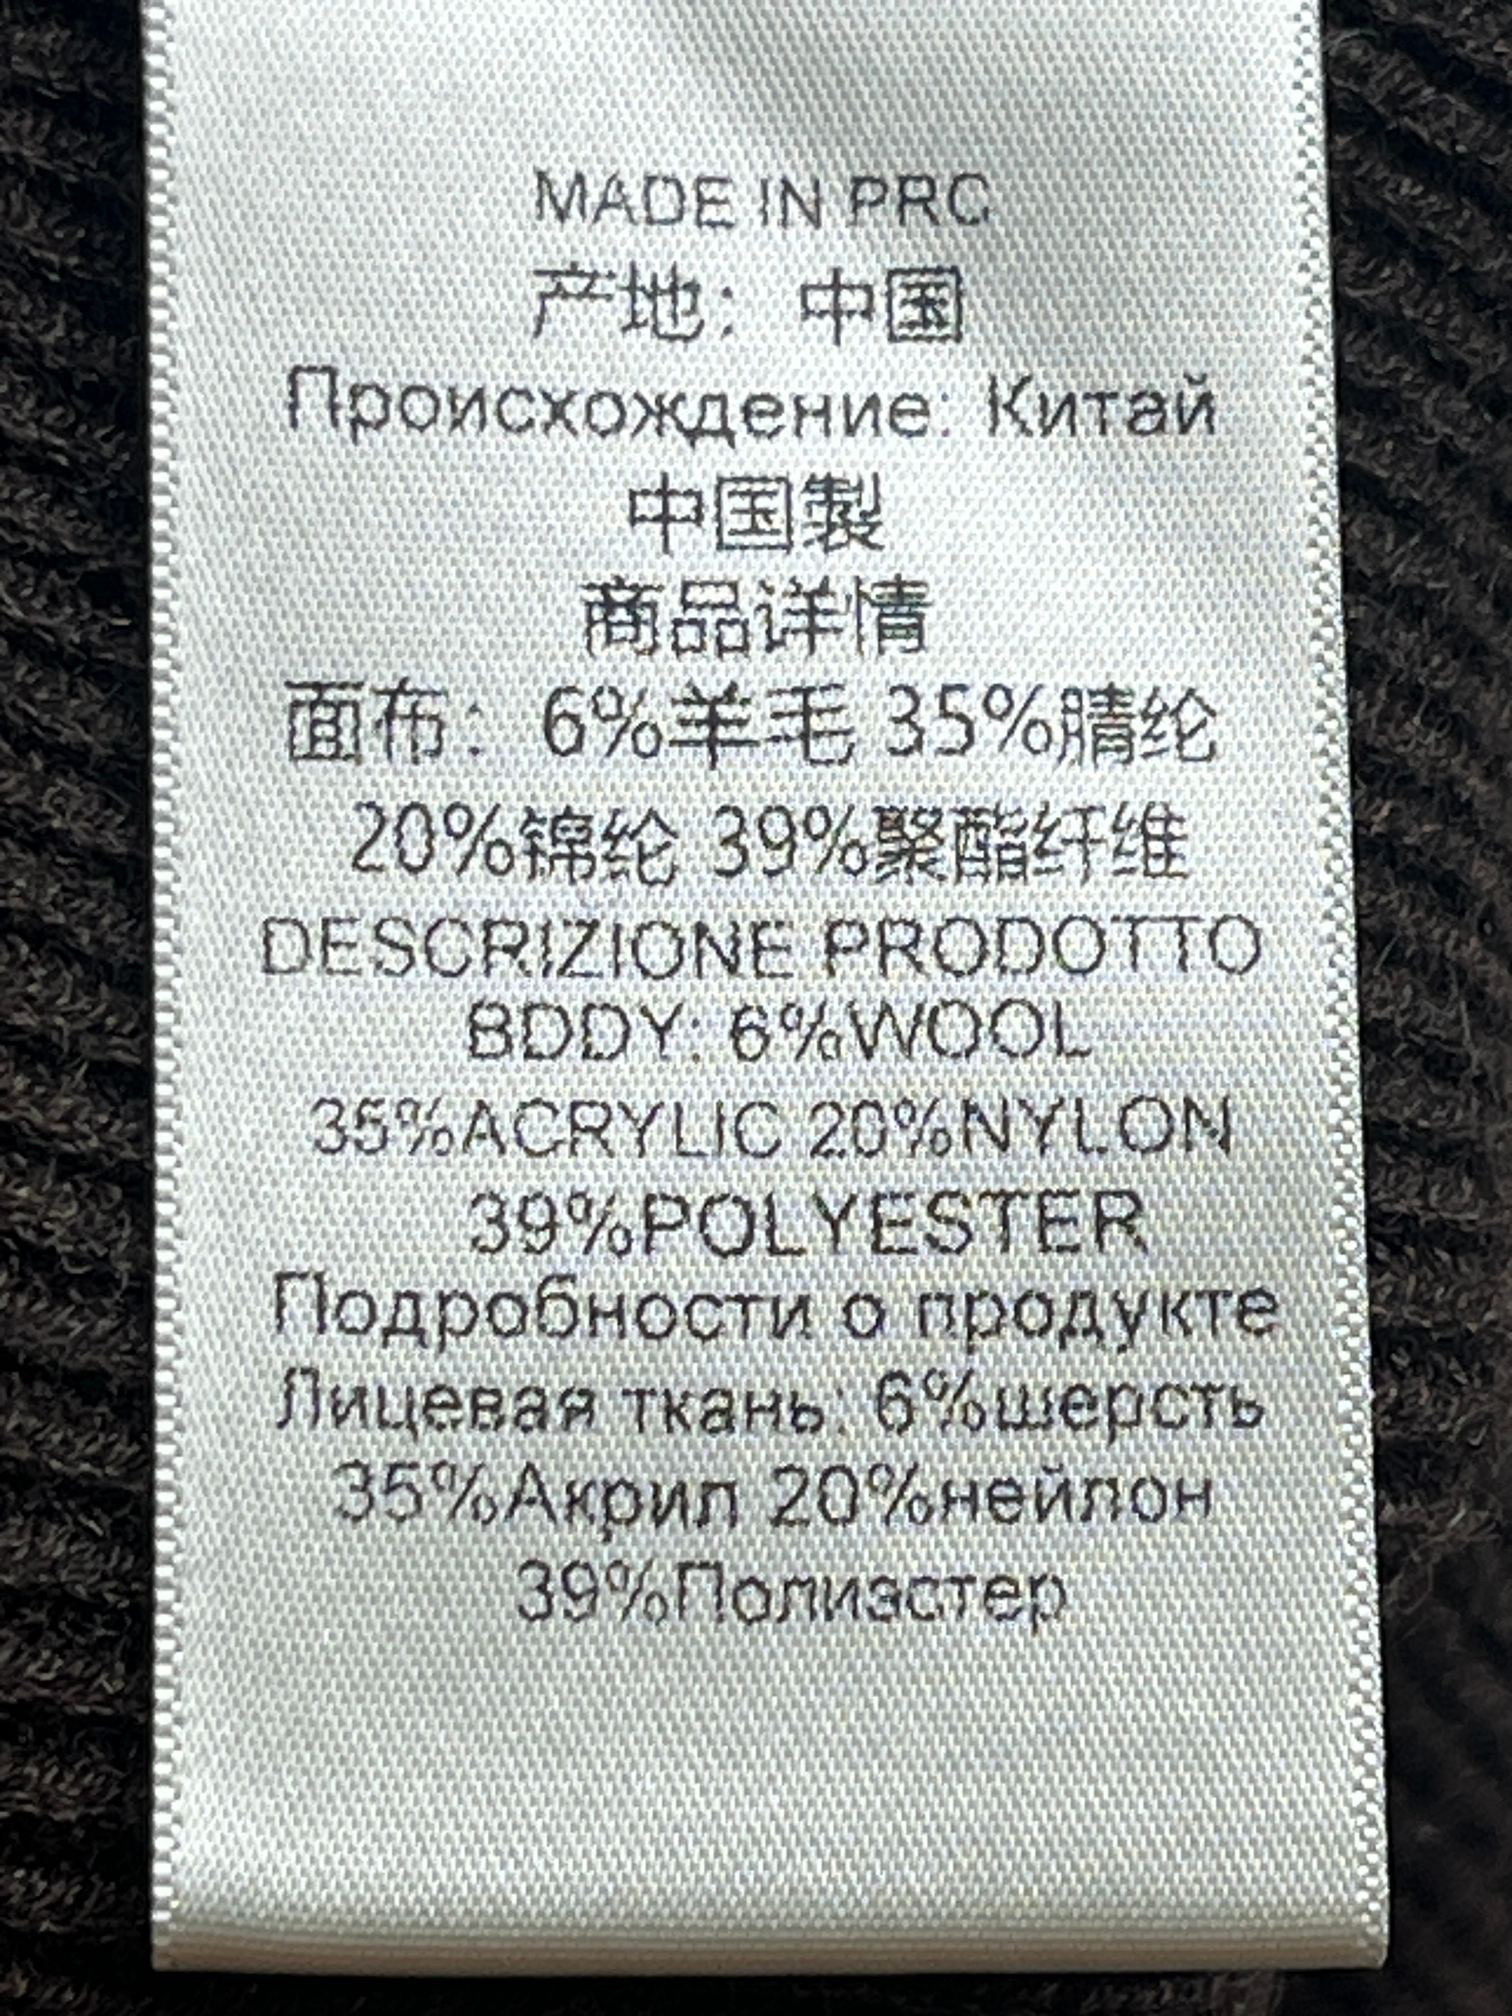 MADE IN PRC
产地：中国
Происхождение: Китай
中国製
商品详情
面布：6%羊毛 35%腈纶
20%锦纶 39%聚酯纤维
DESCRIZIONE PRODOTTO
BDDY: 6%WOOL
35%ACRYLIC 20%NYLON
39%POLYESTER
Подробности о продукте
Лицевая ткань: 6%шерсть
35%Акрил 20%нейлон
39%Полиэстер